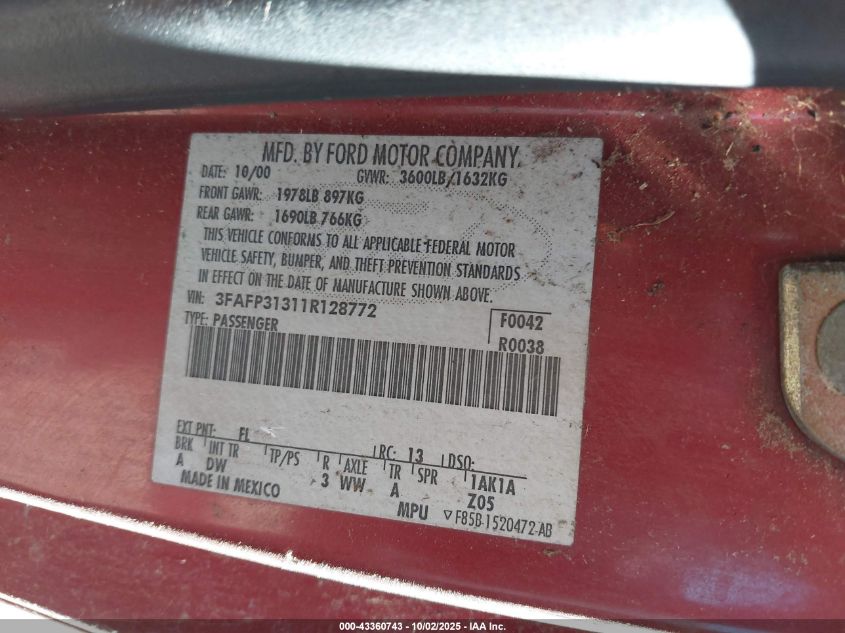 MFD. BY FORD MOTOR COMPANY.
DATE: 10/00 GVWR: 3600LB/1632KG
FRONT GAWR: 1978LB 897KG
REAR GAWR: 1690LB 766KG
THIS VEHICLE CONFORMS TO ALL APPLICABLE FEDERAL MOTOR
VEHICLE SAFETY, BUMPER, AND THEFT PREVENTION STANDARDS
IN EFFECT ON THE DATE OF MANUFACTURE SHOWN ABOVE.
VIN: 3FAFP31311R128772
TYPE: PASSENGER
F0042
R0038
EXT PNT: FL RC: 13 DSO:
BRK INT TR TP/PS R AXLE TR SPR 1AK1A
A DW 3 WW A Z05
MADE IN MEXICO MPU ▽F85B-1520472-AB
000-43360743 - 10/02/2025 - IAA Inc.